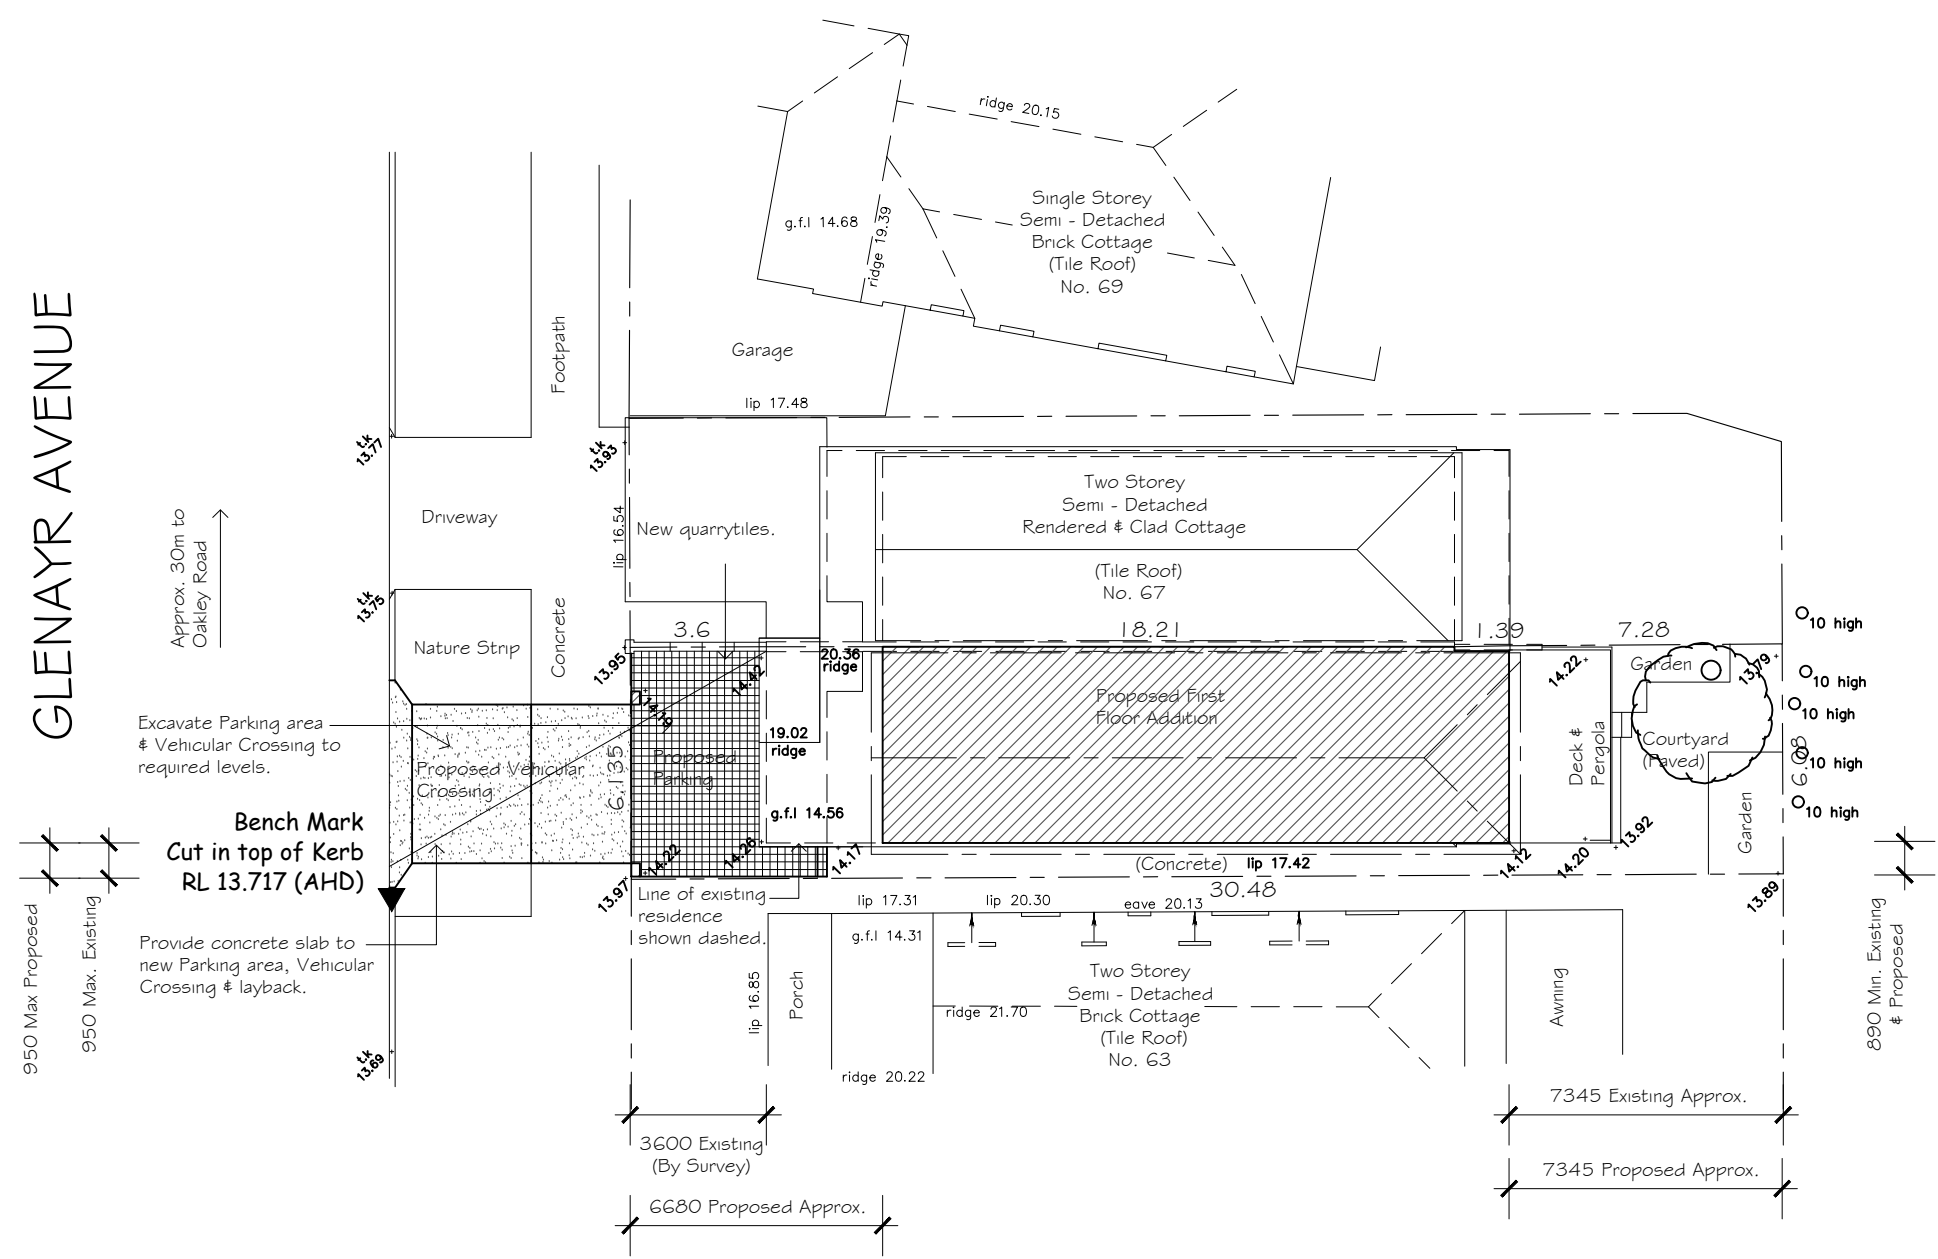 ridge 20.15
Single Storey
Semi - Detached
Brick Cottage
(Tile Roof)
No. 69
g.f.l 14.68
ridge 19.39
GLENAYR AVENUE
Footpath
Garage
lip 17.48
t.k
13.77
t.k
13.93
Approx. 30m to
Oakley Road
Driveway
lip 16.54
New quarrytiles.
Two Storey
Semi - Detached
Rendered & Clad Cottage
(Tile Roof)
No. 67
t.k
13.75
Nature Strip
Concrete
3.6
18.21
1.39
7.28
10 high
10 high
10 high
10 high
10 high
13.95
14.42
20.36
ridge
14.22
Garden
13.79
14.19
Excavate Parking area
& Vehicular Crossing to
required levels.
Proposed Vehicular
Crossing
6.135
Proposed
Parking
19.02
ridge
Proposed First
Floor Addition
Deck &
Pergola
Courtyard
(Paved)
6.08
Garden
g.f.l 14.56
Bench Mark
Cut in top of Kerb
RL 13.717 (AHD)
14.22
14.26
14.17
(Concrete)
lip 17.42
14.12
14.20
13.92
13.97
13.89
30.48
Line of existing
residence
shown dashed.
lip 17.31
lip 20.30
eave 20.13
g.f.l 14.31
950 Max Proposed
950 Max. Existing
Provide concrete slab to
new Parking area, Vehicular
Crossing & layback.
lip 16.85
Porch
ridge 21.70
Two Storey
Semi - Detached
Brick Cottage
(Tile Roof)
No. 63
Awning
890 Min. Existing
& Proposed
t.k
13.69
ridge 20.22
7345 Existing Approx.
3600 Existing
(By Survey)
7345 Proposed Approx.
6680 Proposed Approx.